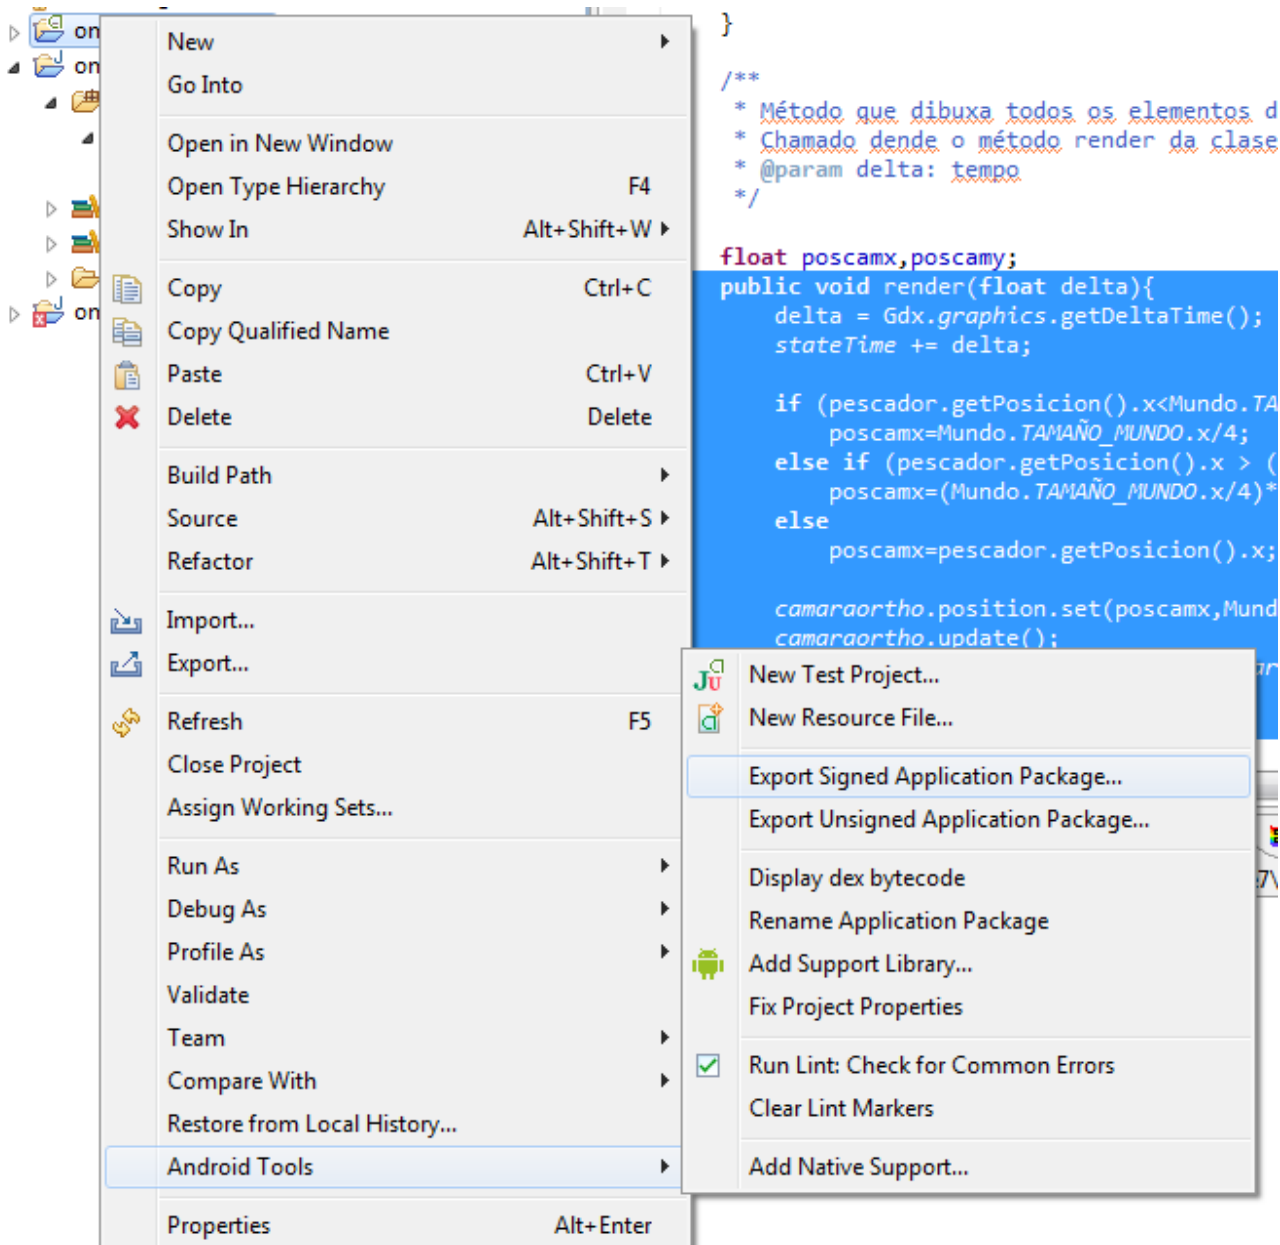 on
on
on
New
Go Into
Open in New Window
Open Type Hierarchy F4
Show In Alt+Shift+W
Copy Ctrl+C
Copy Qualified Name
Paste Ctrl+V
Delete Delete
Build Path
Source Alt+Shift+S
Refactor Alt+Shift+T
Import...
Export...
Refresh F5
Close Project
Assign Working Sets...
Run As
Debug As
Profile As
Validate
Team
Compare With
Restore from Local History...
Android Tools
Properties Alt+Enter
}
/**
* Método que dibuxa todos os elementos d
* Chamado dende o método render da clase
* @param delta: tempo
*/
float poscamx,poscamy;
public void render(float delta){
delta = Gdx.graphics.getDeltaTime();
stateTime += delta;
if (pescador.getPosicion().x<Mundo.TA
poscamx=Mundo.TAMAÑO_MUNDO.x/4;
else if (pescador.getPosicion().x > (
poscamx=(Mundo.TAMAÑO_MUNDO.x/4)*
else
poscamx=pescador.getPosicion().x;
camaraortho.position.set(poscamx,Mund
camaraortho.update();
New Test Project...
New Resource File...
Export Signed Application Package...
Export Unsigned Application Package...
Display dex bytecode
Rename Application Package
Add Support Library...
Fix Project Properties
Run Lint: Check for Common Errors
Clear Lint Markers
Add Native Support...